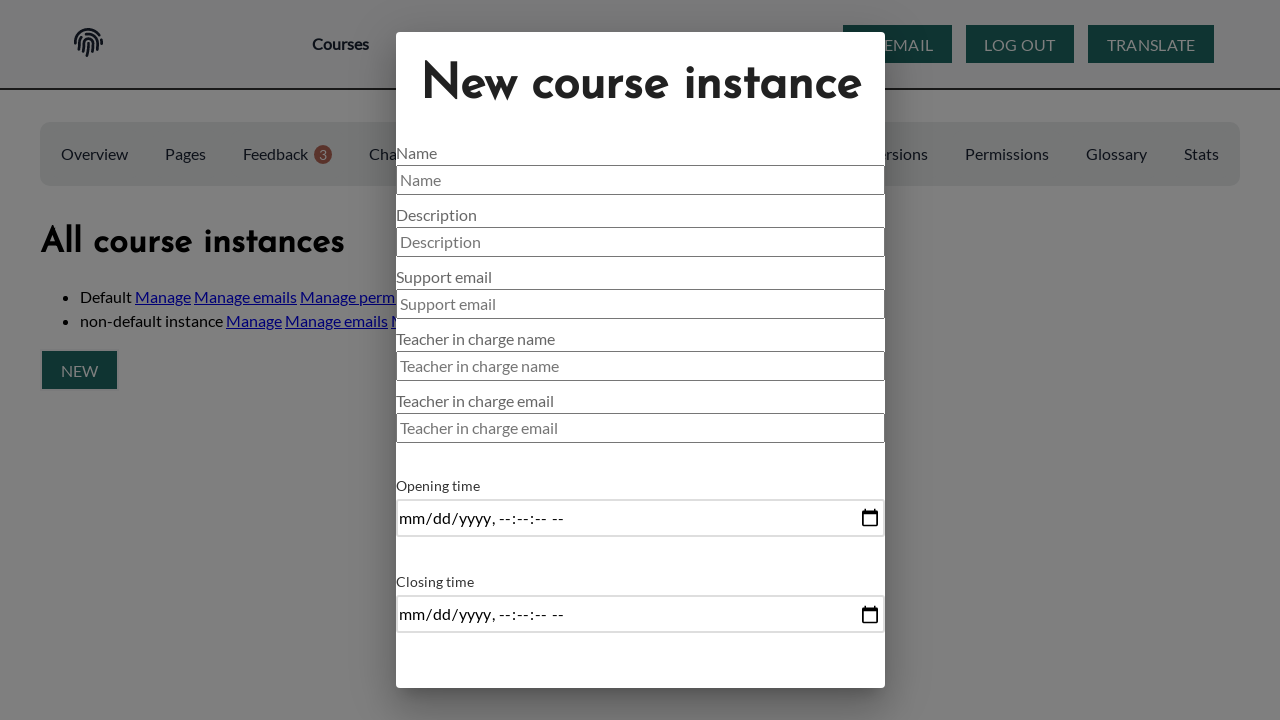 Courses
EMAIL
LOG OUT
TRANSLATE
New course instance
Overview
Pages
Feedback 3
Permissions
Glossary
Stats
Name
Name
Description
Description
Support email
Support email
Teacher in charge name
Teacher in charge name
Teacher in charge email
Teacher in charge email
Opening time
mm/dd/yyyy, --:--:-- --
Closing time
mm/dd/yyyy, --:--:-- --
All course instances
Default Manage Manage emails Manage perm
non-default instance Manage Manage emails
NEW